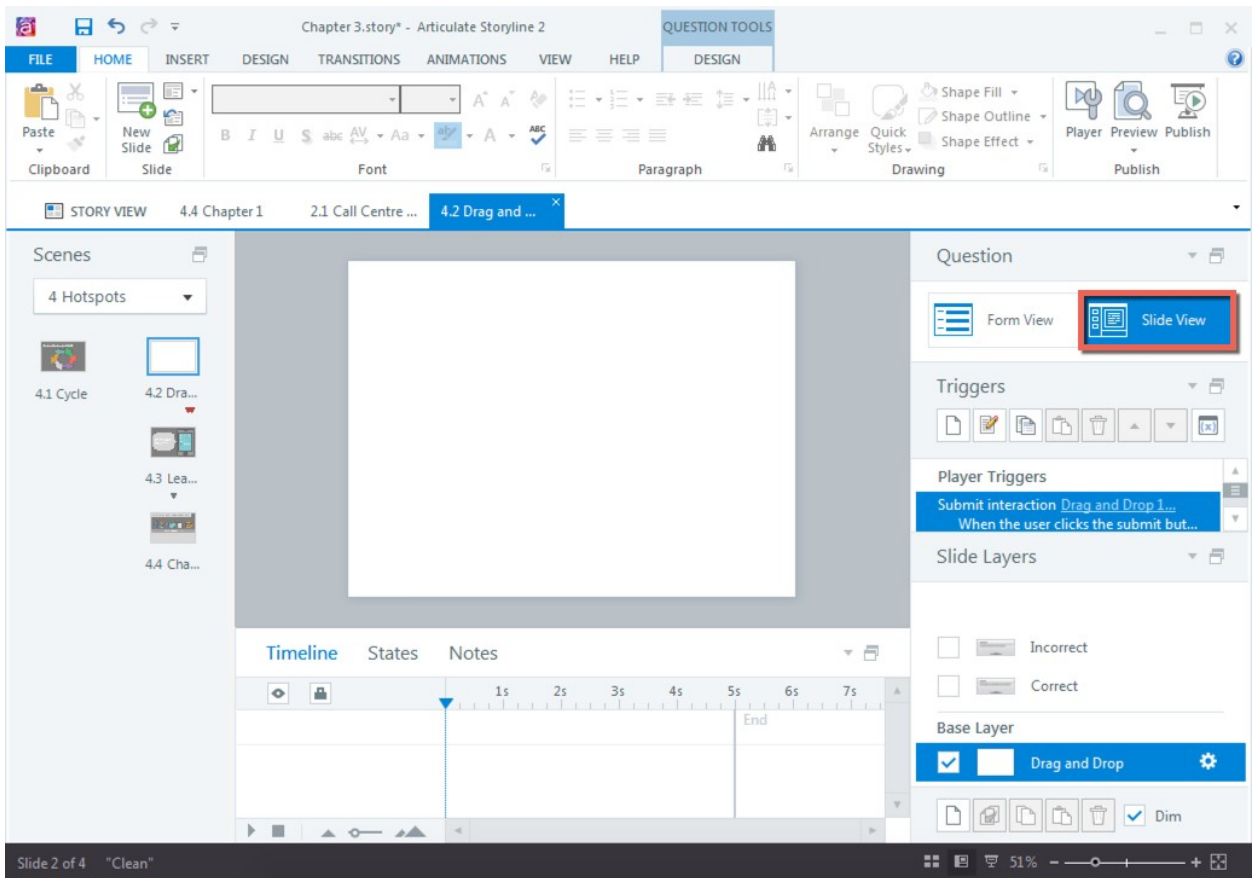 Chapter 3.story* - Articulate Storyline 2
QUESTION TOOLS
FILE HOME INSERT DESIGN TRANSITIONS ANIMATIONS VIEW HELP DESIGN
Paste
New Slide
B I U S abc AV Aa aby A ABC
Arrange
Quick Styles
Shape Fill
Shape Outline
Shape Effect
Player Preview Publish
Clipboard Slide Font Paragraph Drawing Publish
STORY VIEW 4.4 Chapter 1 2.1 Call Centre ... 4.2 Drag and ...
Scenes
4 Hotspots
4.1 Cycle
4.2 Dra...
4.3 Lea...
4.4 Cha...
Timeline States Notes
1s 2s 3s 4s 5s 6s 7s
End
Question
Form View Slide View
Triggers
Player Triggers
Submit interaction Drag and Drop 1...
When the user clicks the submit but...
Slide Layers
Incorrect
Correct
Base Layer
Drag and Drop
Dim
Slide 2 of 4 "Clean" 51%